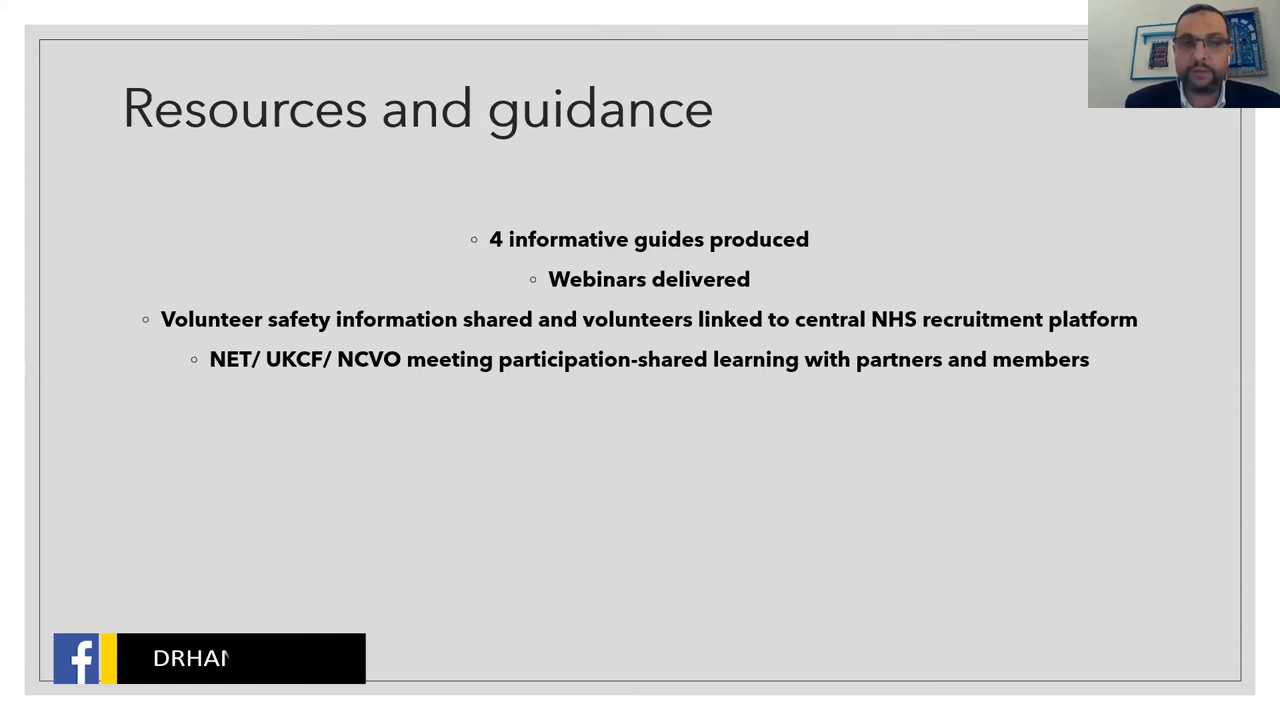 Resources and guidance
4 informative guides produced
Webinars delivered
Volunteer safety information shared and volunteers linked to central NHS recruitment platform
NET/ UKCF/ NCVO meeting participation-shared learning with partners and members